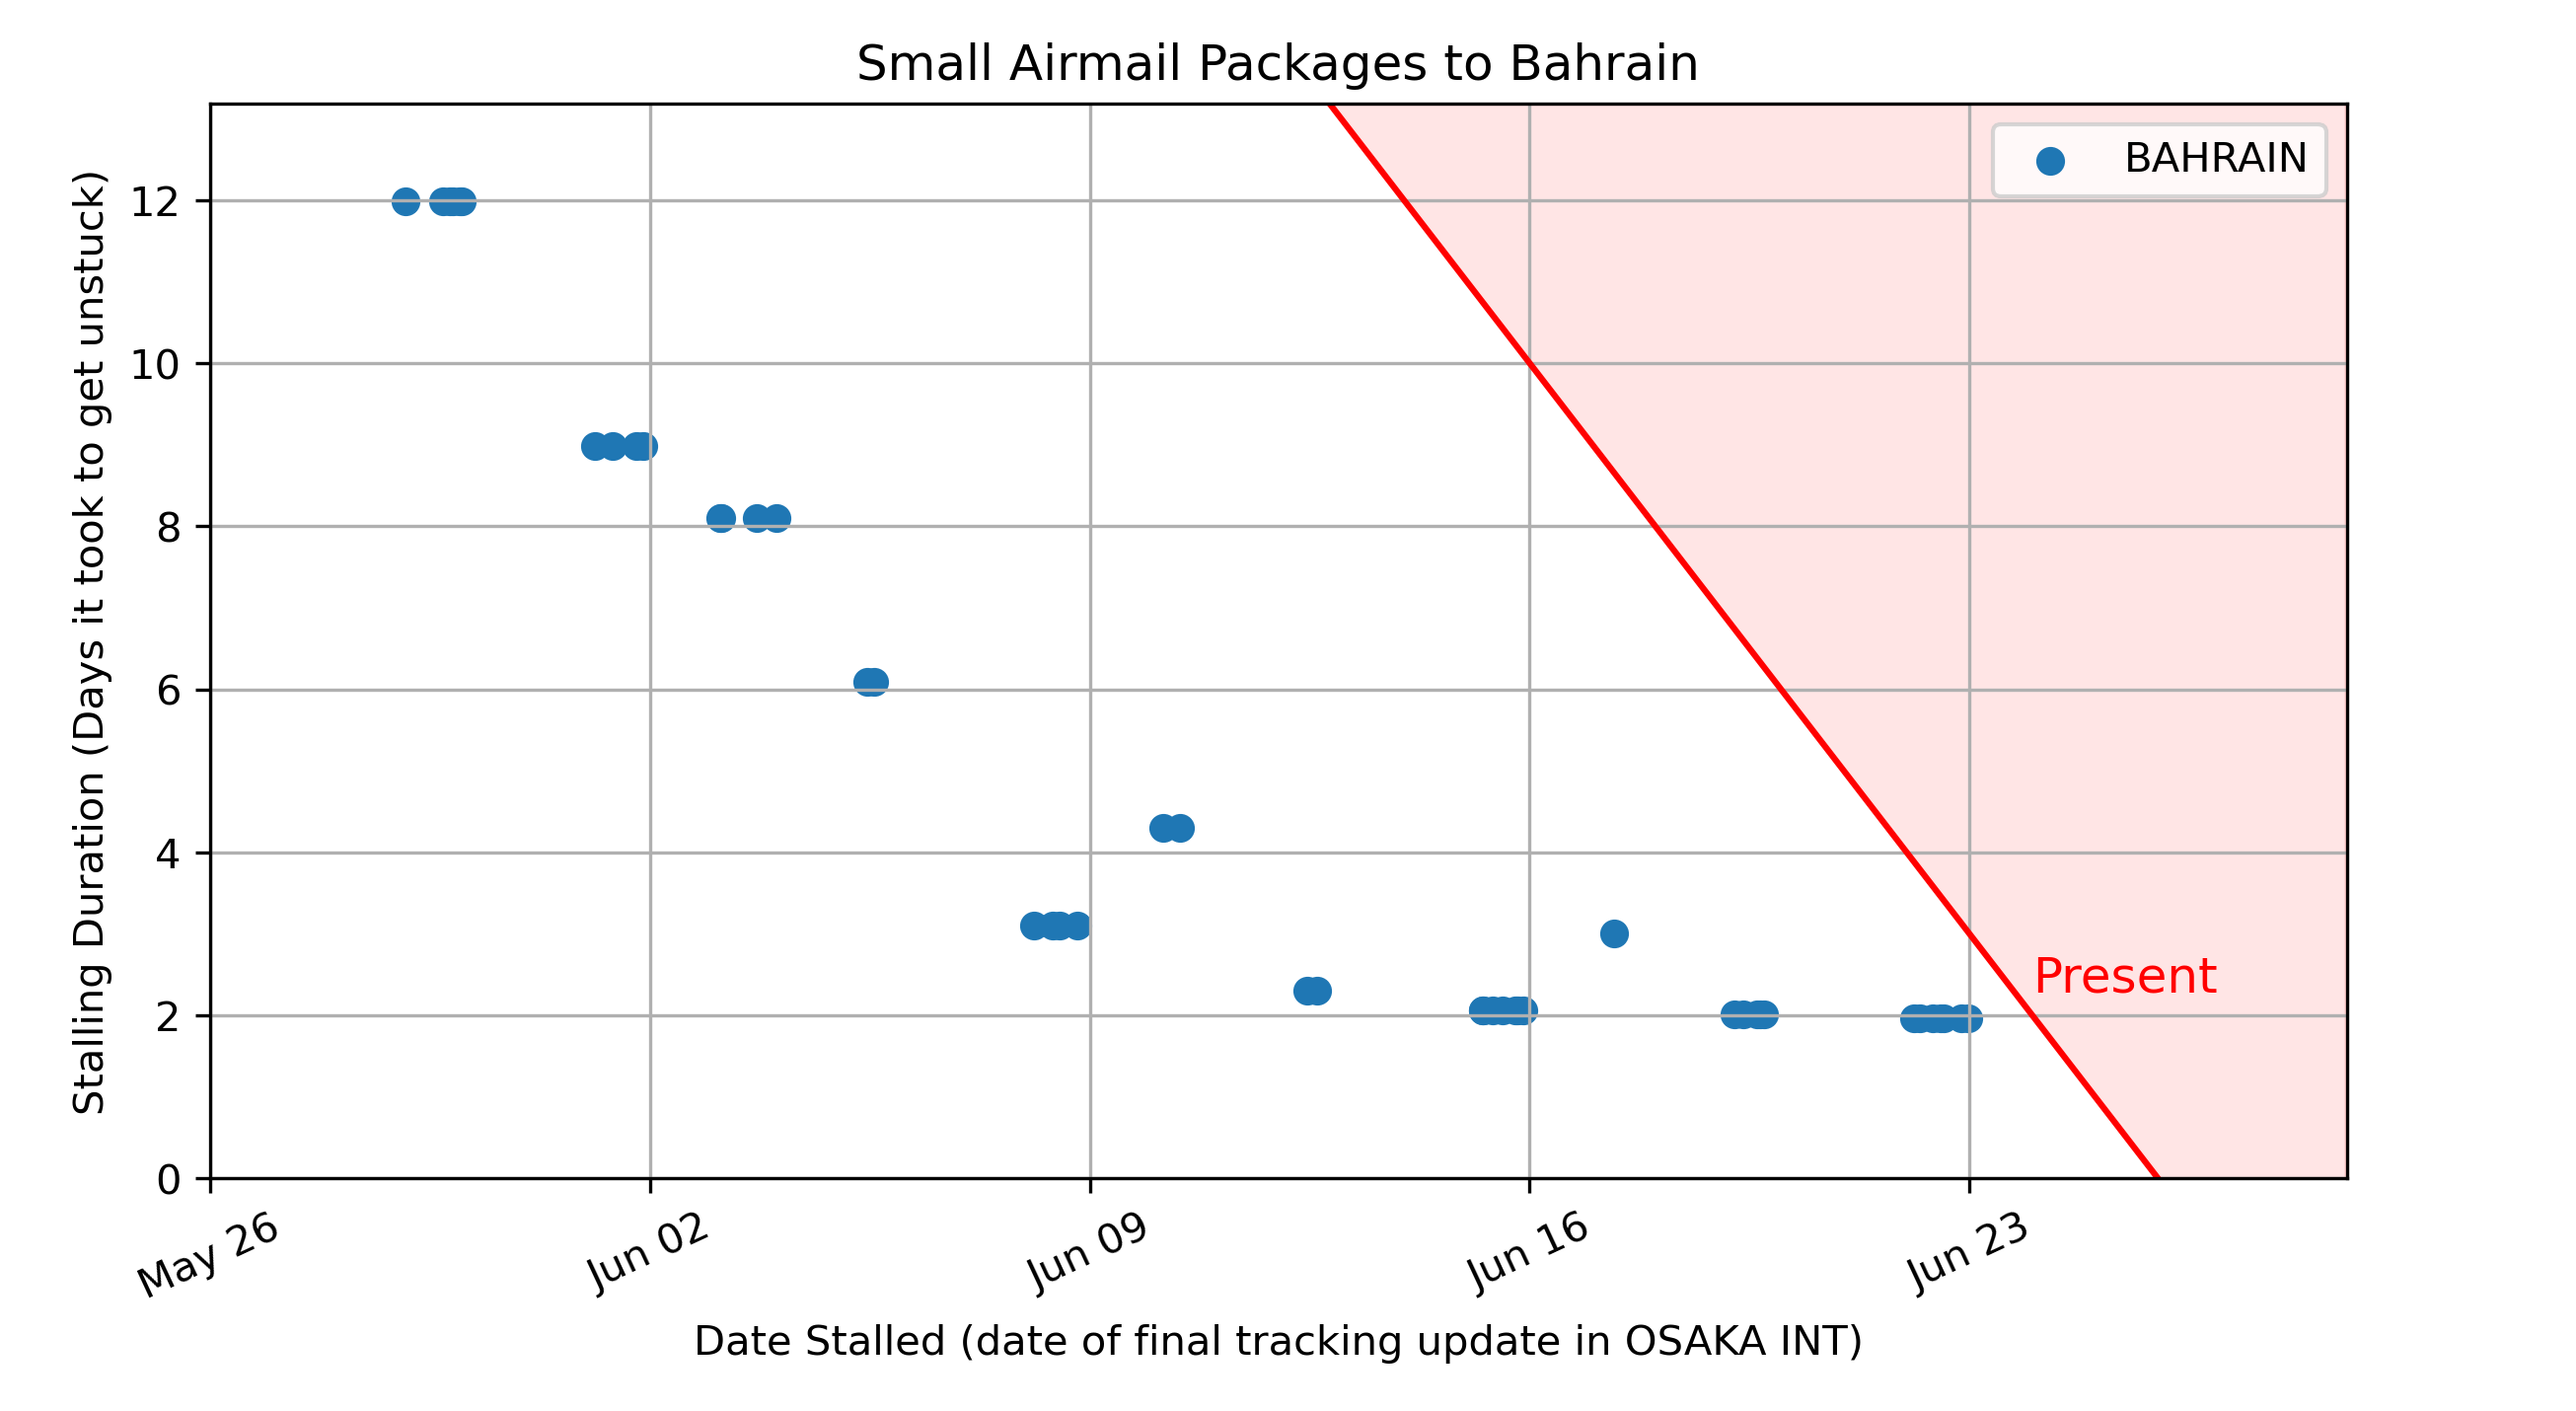 Small Airmail Packages to Bahrain
BAHRAIN
Stalling Duration (Days it took to get unstuck)
12
10
8
6
4
2
0
Present
May 26
Jun 02
Jun 09
Jun 16
Jun 23
Date Stalled (date of final tracking update in OSAKA INT)